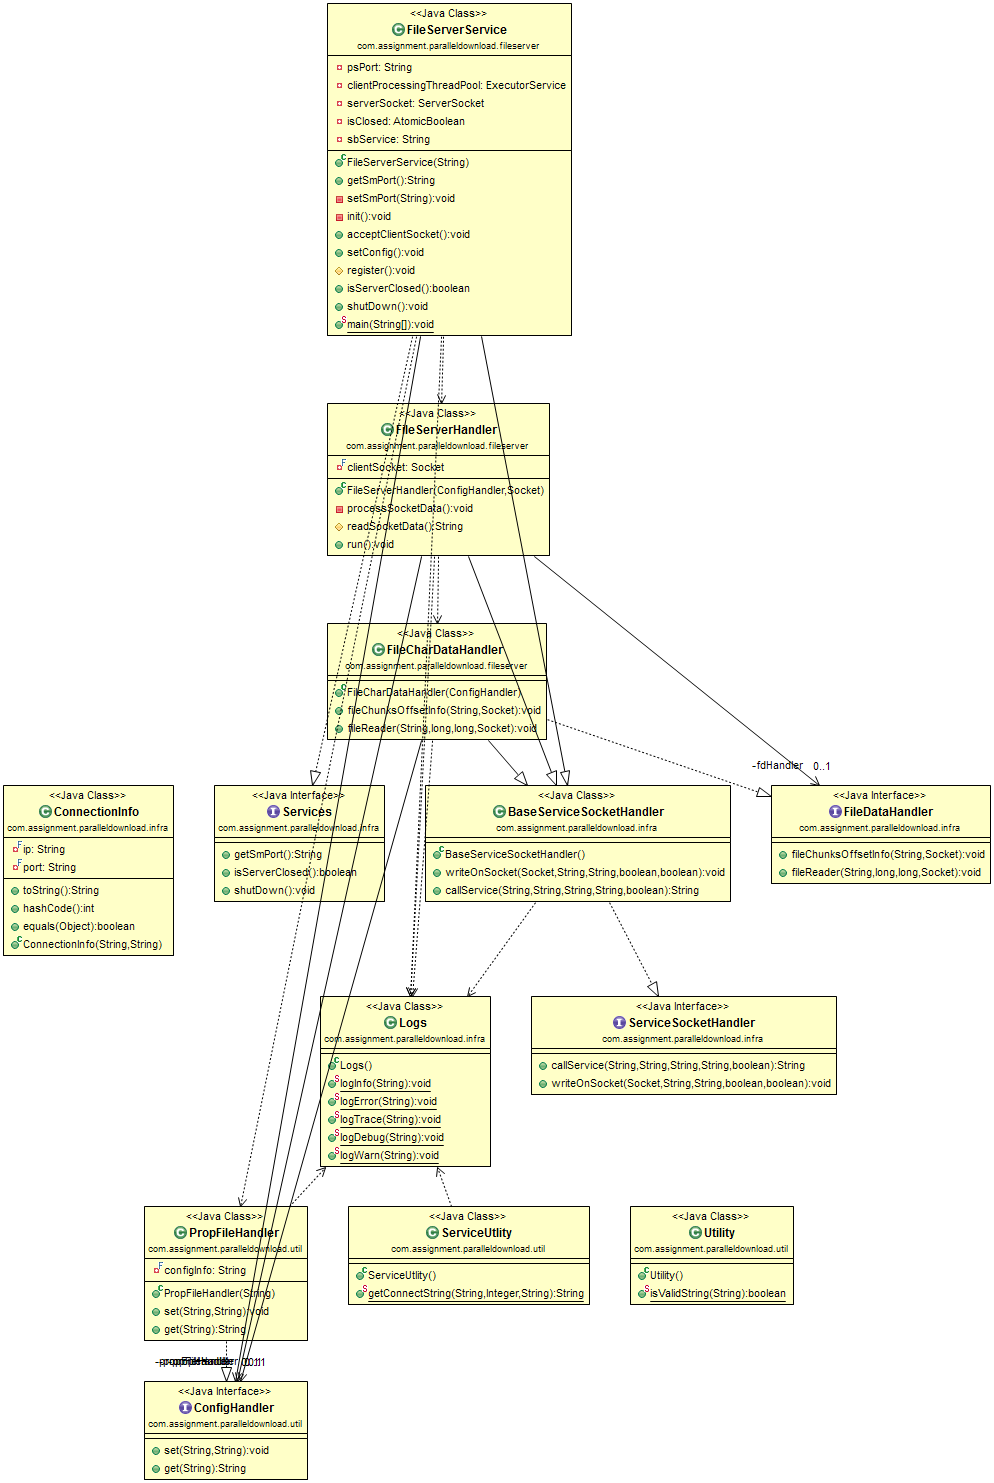 <<Java Class>>
FileServerService
com.assignment.paralleldownload.fileserver
psPort: String
clientProcessingThreadPool: ExecutorService
serverSocket: ServerSocket
isClosed: AtomicBoolean
sbService: String
FileServerService(String)
getSmPort():String
setSmPort(String):void
init():void
acceptClientSocket():void
setConfig():void
register():void
isServerClosed():boolean
shutDown():void
main(String[]):void
<<Java Class>>
FileServerHandler
com.assignment.paralleldownload.fileserver
clientSocket: Socket
FileServerHandler(ConfigHandler,Socket)
processSocketData():void
readSocketData():String
run():void
<<Java Class>>
FileCharDataHandler
com.assignment.paralleldownload.fileserver
FileCharDataHandler(ConfigHandler)
fileChunksOffsetInfo(String,Socket):void
fileReader(String,long,long,Socket):void
-fdHandler 0..1
<<Java Class>>
ConnectionInfo
com.assignment.paralleldownload.infra
ip: String
port: String
toString():String
hashCode():int
equals(Object):boolean
ConnectionInfo(String,String)
<<Java Interface>>
Services
com.assignment.paralleldownload.infra
getSmPort():String
isServerClosed():boolean
shutDown():void
<<Java Class>>
BaseServiceSocketHandler
com.assignment.paralleldownload.infra
BaseServiceSocketHandler()
writeOnSocket(Socket,String,String,boolean,boolean):void
callService(String,String,String,String,boolean):String
<<Java Interface>>
FileDataHandler
com.assignment.paralleldownload.infra
fileChunksOffsetInfo(String,Socket):void
fileReader(String,long,long,Socket):void
<<Java Class>>
Logs
com.assignment.paralleldownload.infra
Logs()
logInfo(String):void
logError(String):void
logTrace(String):void
logDebug(String):void
logWarn(String):void
<<Java Interface>>
ServiceSocketHandler
com.assignment.paralleldownload.infra
callService(String,String,String,String,boolean):String
writeOnSocket(Socket,String,String,boolean,boolean):void
<<Java Class>>
PropFileHandler
com.assignment.paralleldownload.util
configInfo: String
PropFileHandler(String)
set(String,String):void
get(String):String
<<Java Class>>
ServiceUtlity
com.assignment.paralleldownload.util
ServiceUtlity()
getConnectString(String,Integer,String):String
<<Java Class>>
Utility
com.assignment.paralleldownload.util
Utility()
isValidString(String):boolean
<<Java Interface>>
ConfigHandler
com.assignment.paralleldownload.util
set(String,String):void
get(String):String